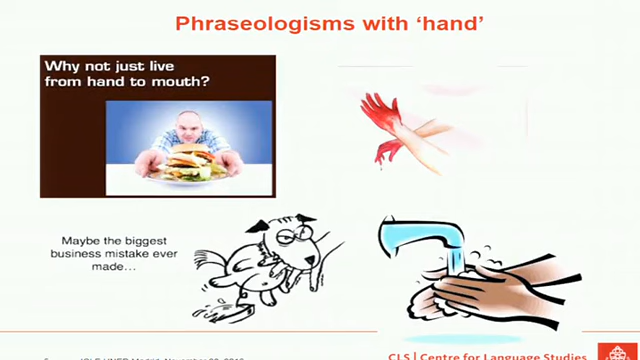 Phraseologisms with ‘hand’
Why not just live
from hand to mouth?
Maybe the biggest
business mistake ever
made…
CLS | Centre for Language Studies